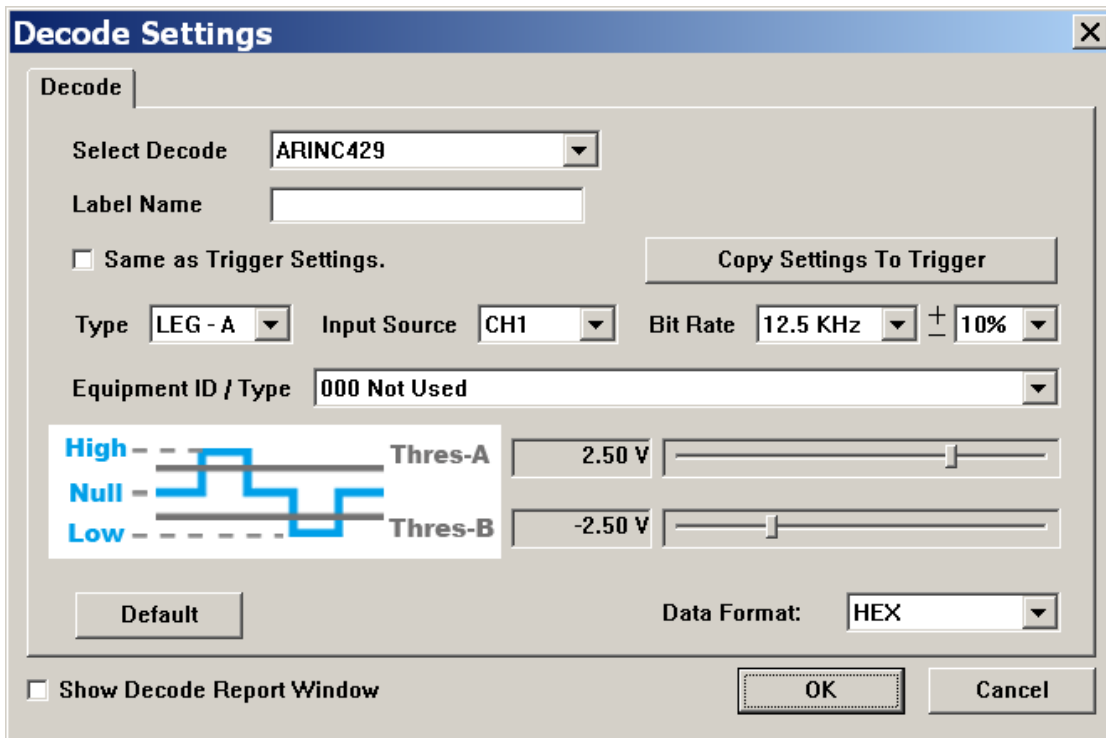 Decode Settings
Decode
Select Decode ARINC429
Label Name
Same as Trigger Settings. Copy Settings To Trigger
Type LEG - A Input Source CH1 Bit Rate 12.5 KHz ± 10%
Equipment ID / Type 000 Not Used
High Thres-A 2.50 V
Null
Low Thres-B -2.50 V
Default Data Format: HEX
Show Decode Report Window OK Cancel